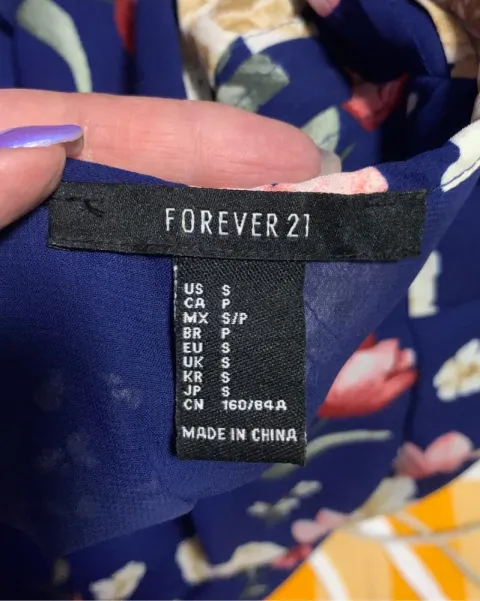 FOREVER 21
US S
CA P
MX S/P
BR P
EU S
UK S
KR S
JP S
CN 160/84A
MADE IN CHINA